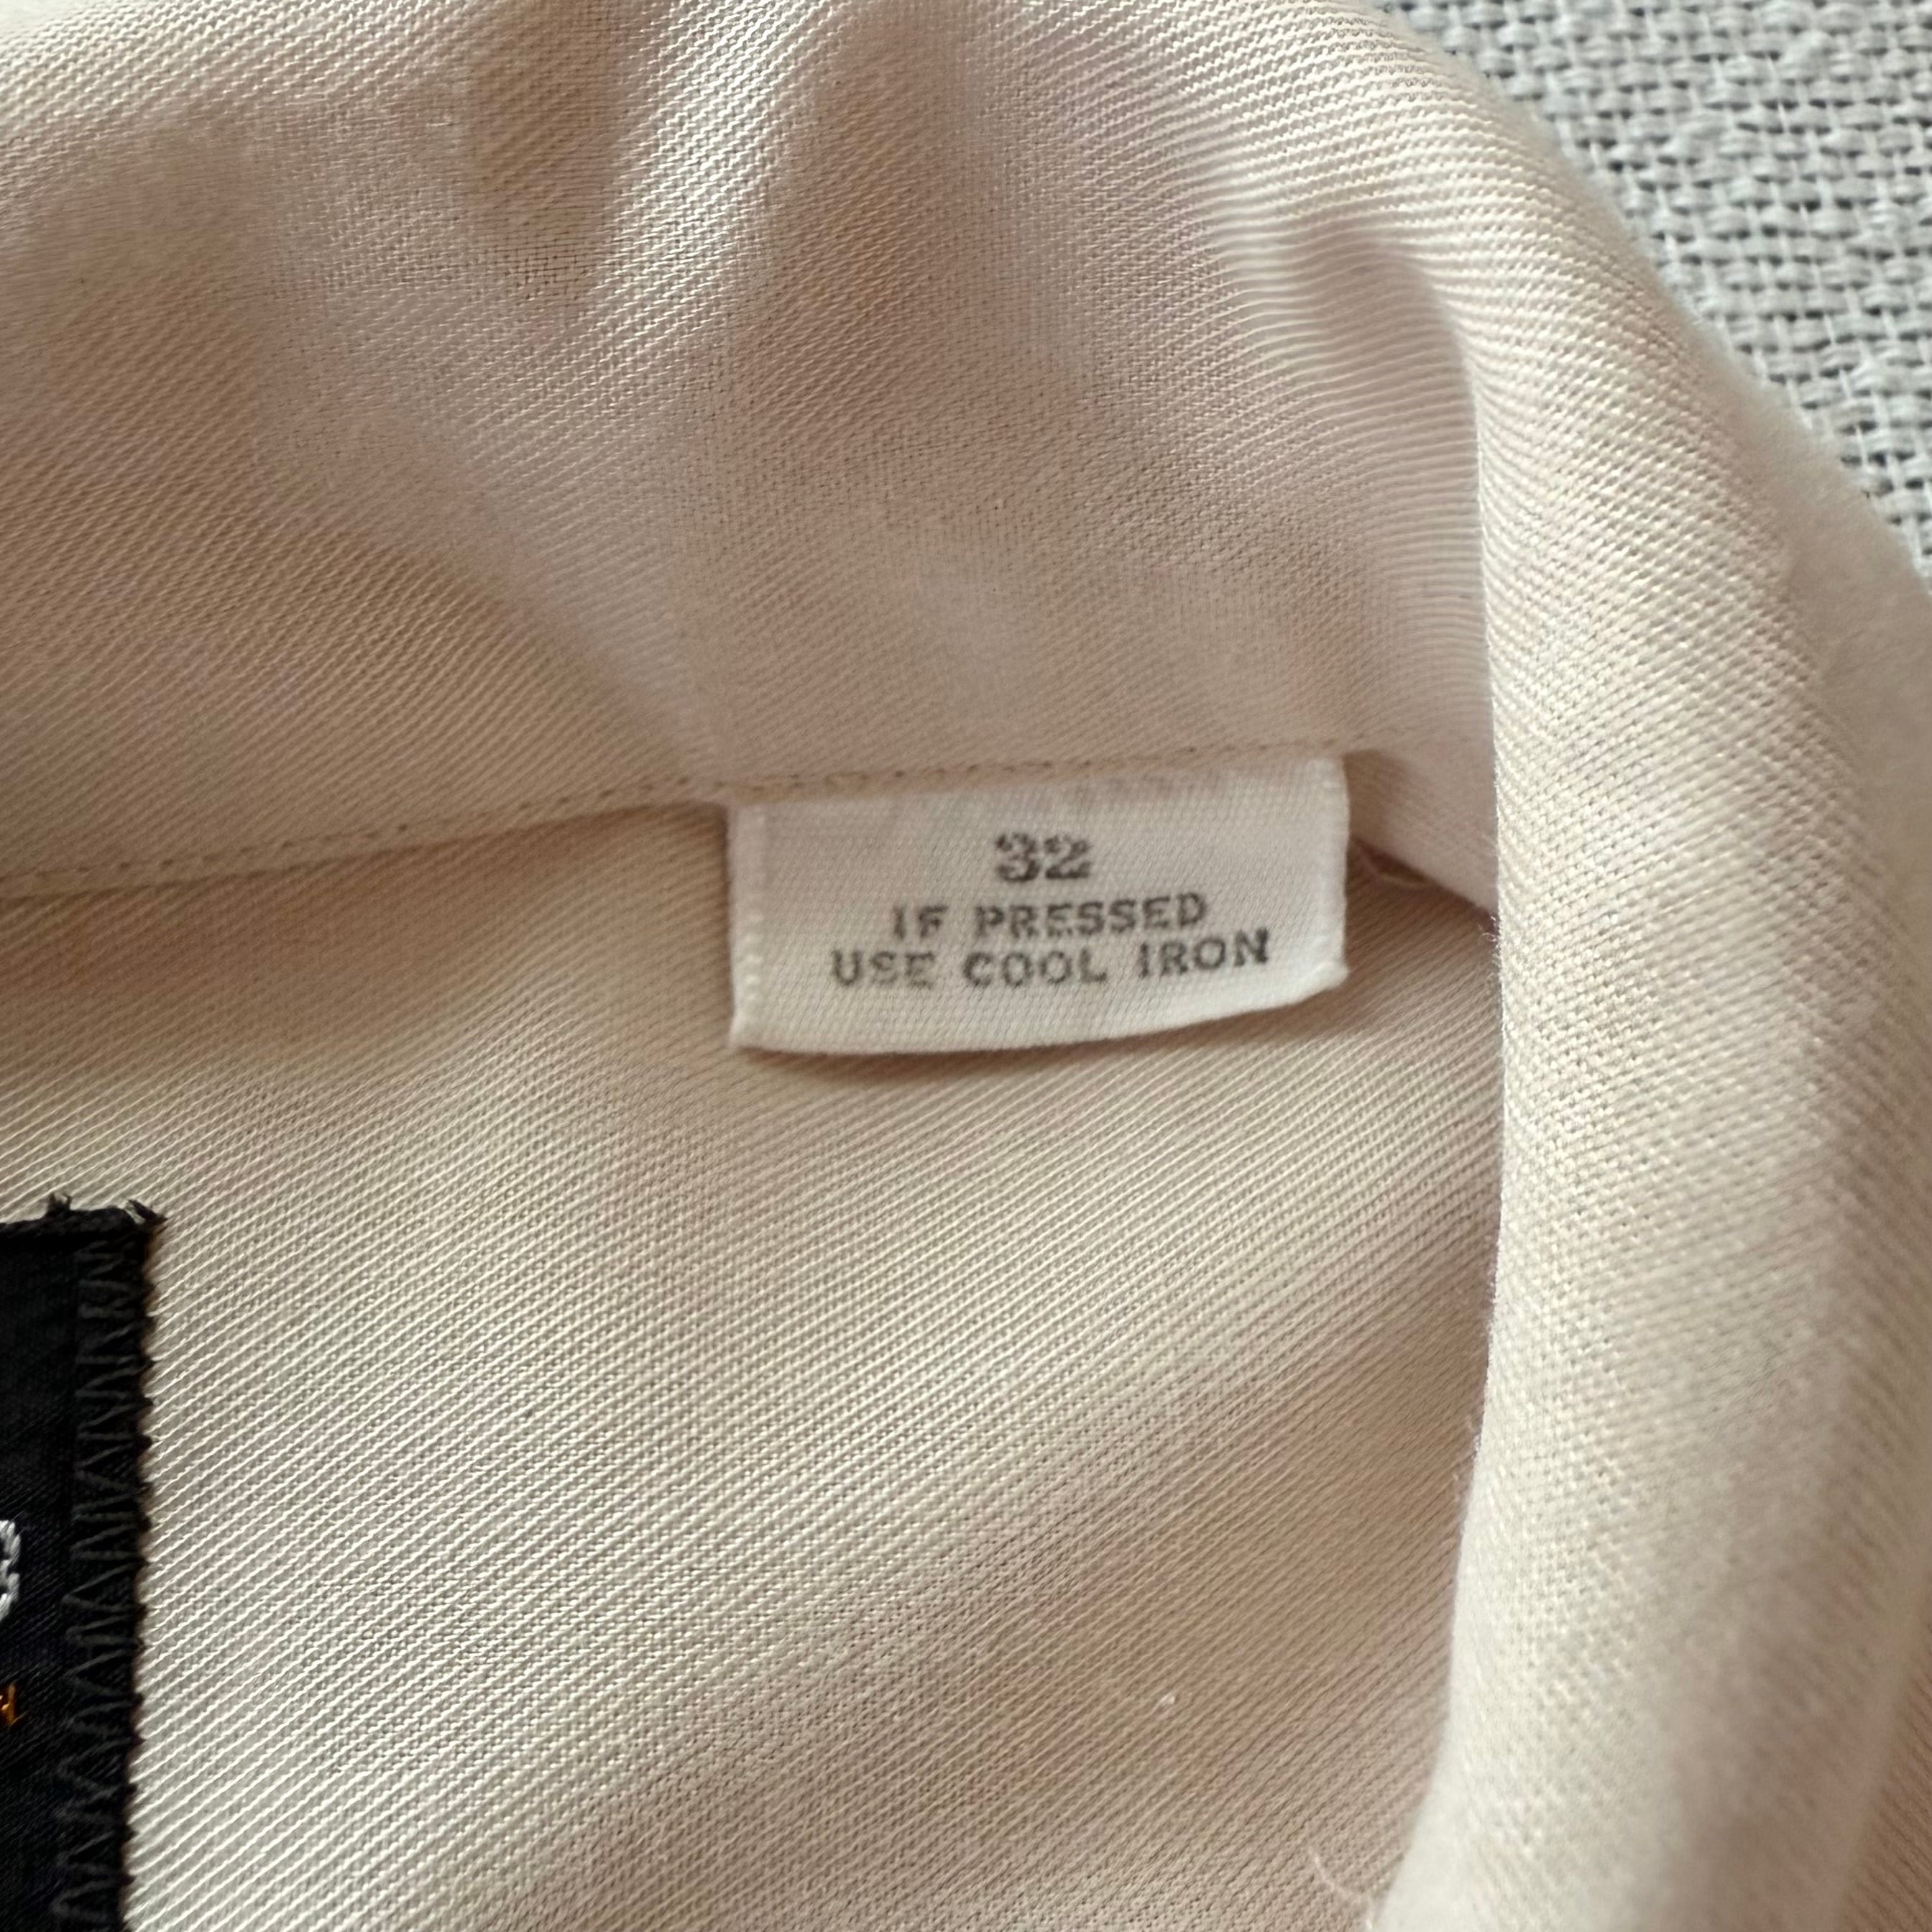 32
IF PRESSED
USE COOL IRON